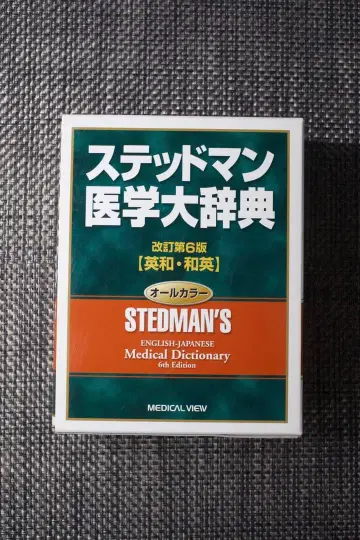 ステッドマン
医学大辞典
改訂第6版
【英和・和英】
オールカラー
STEDMAN'S
ENGLISH-JAPANESE
Medical Dictionary
6th Edition
MEDICAL VIEW